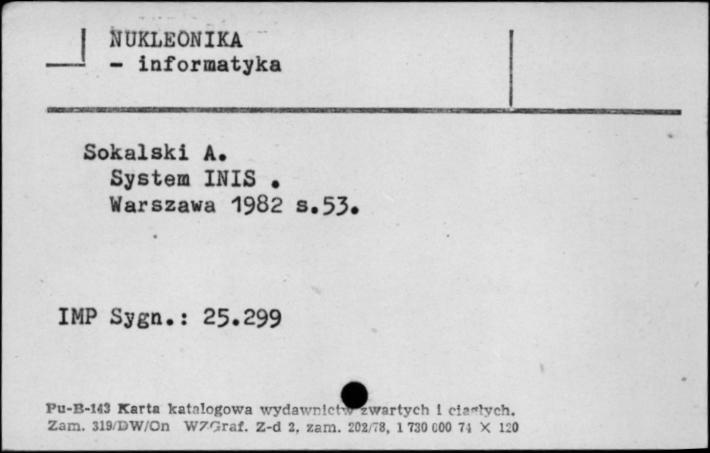 NUKLEONIKA
- informatyka
Sokalski A.
System INIS .
Warszawa 1982 s.53.
IMP Sygn.: 25.299
Pu-B-143 Karta katalogowa wydawnictw zwartych i ciągłych.
Zam. 319/DW/On WZGraf. Z-d 2, zam. 202/78, 1 730 000 74 X 120